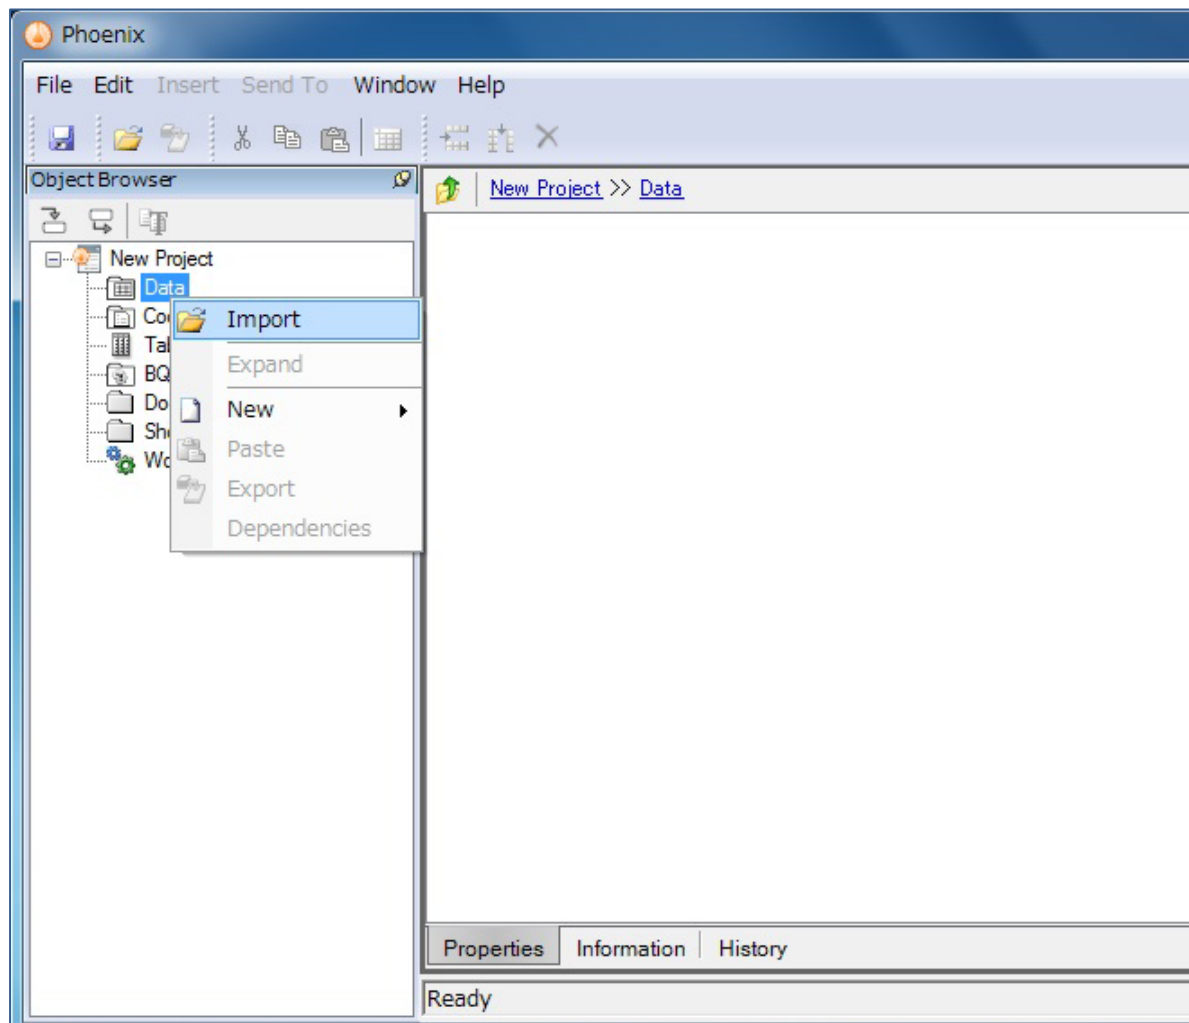 Phoenix
File Edit Insert Send To Window Help
Object Browser
New Project >> Data
New Project
Data
Import
Expand
BQ
New
Paste
Export
Dependencies
Properties Information History
Ready